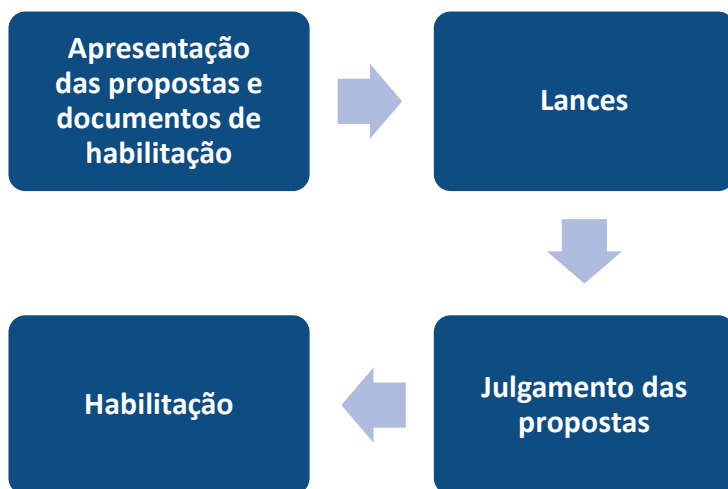 Apresentação
das propostas e
documentos de
habilitação
Lances
Julgamento das
propostas
Habilitação